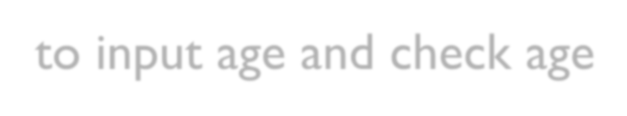 to input age and check age